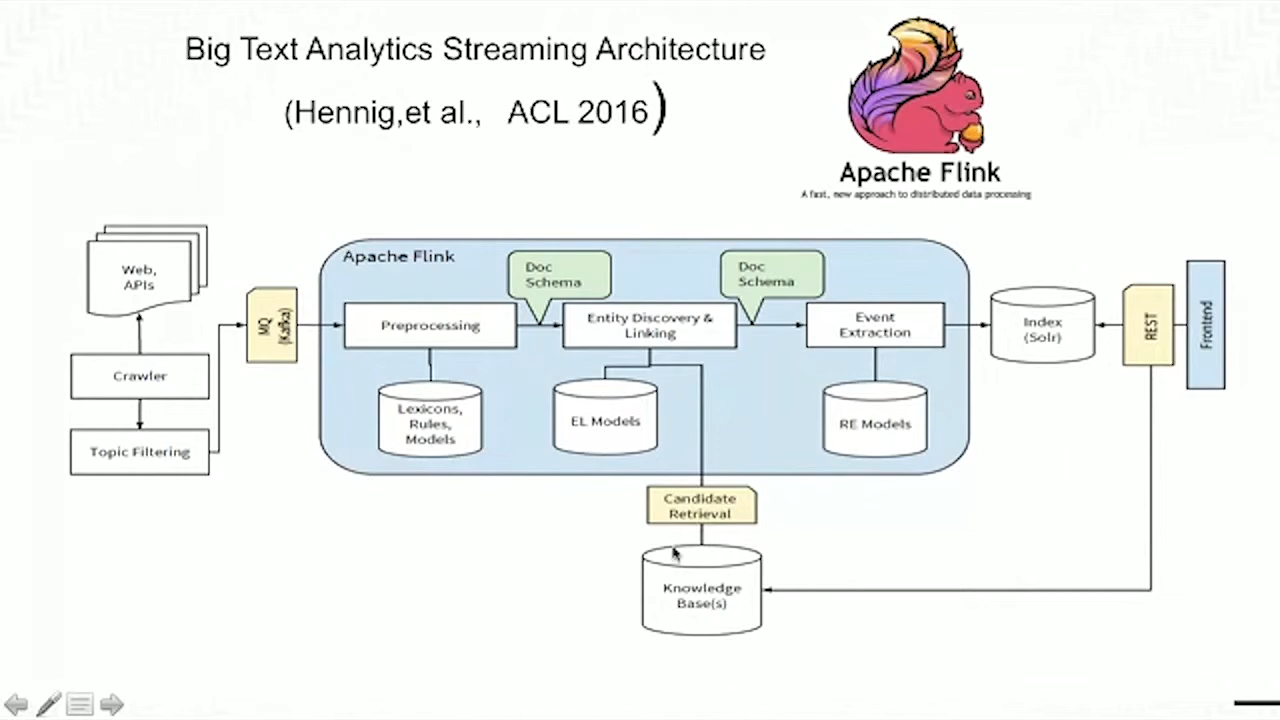 Big Text Analytics Streaming Architecture
(Hennig,et al., ACL 2016)
Apache Flink
A fast, new approach to distributed data processing
Web,
APIs
Crawler
Topic Filtering
MQ
(Kafka)
Apache Flink
Doc
Schema
Doc
Schema
Preprocessing
Entity Discovery &
Linking
Event
Extraction
Lexicons,
Rules,
Models
EL Models
RE Models
Candidate
Retrieval
Knowledge
Base(s)
Index
(Solr)
REST
Frontend